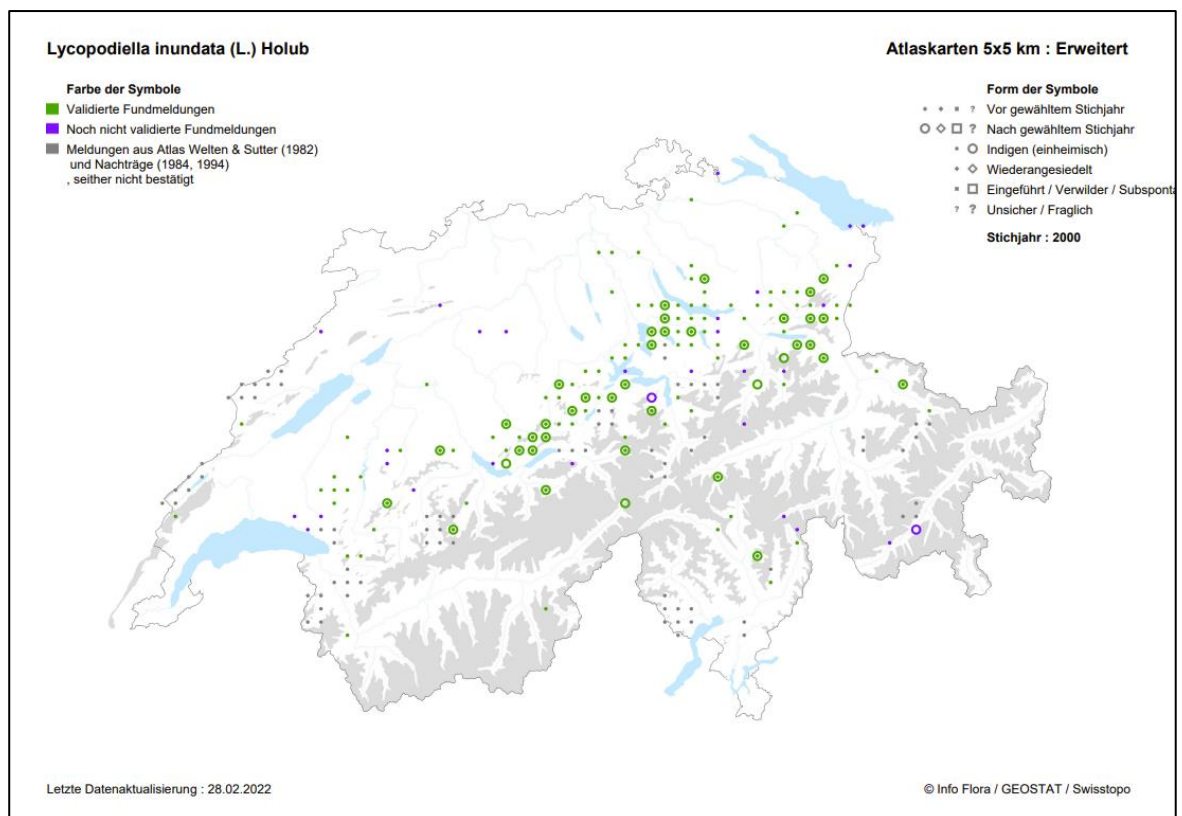 Lycopodiella inundata (L.) Holub
Atlaskarten 5x5 km : Erweitert
Farbe der Symbole
Validierte Fundmeldungen
Noch nicht validierte Fundmeldungen
Meldungen aus Atlas Welten & Sutter (1982)
und Nachträge (1984, 1994)
, seither nicht bestätigt
Form der Symbole
? Vor gewähltem Stichjahr
? Nach gewähltem Stichjahr
Indigen (einheimisch)
Wiederangesiedelt
Eingeführt / Verwilder / Subsponta
? ? Unsicher / Fraglich
Stichjahr : 2000
Letzte Datenaktualisierung : 28.02.2022
© Info Flora / GEOSTAT / Swisstopo